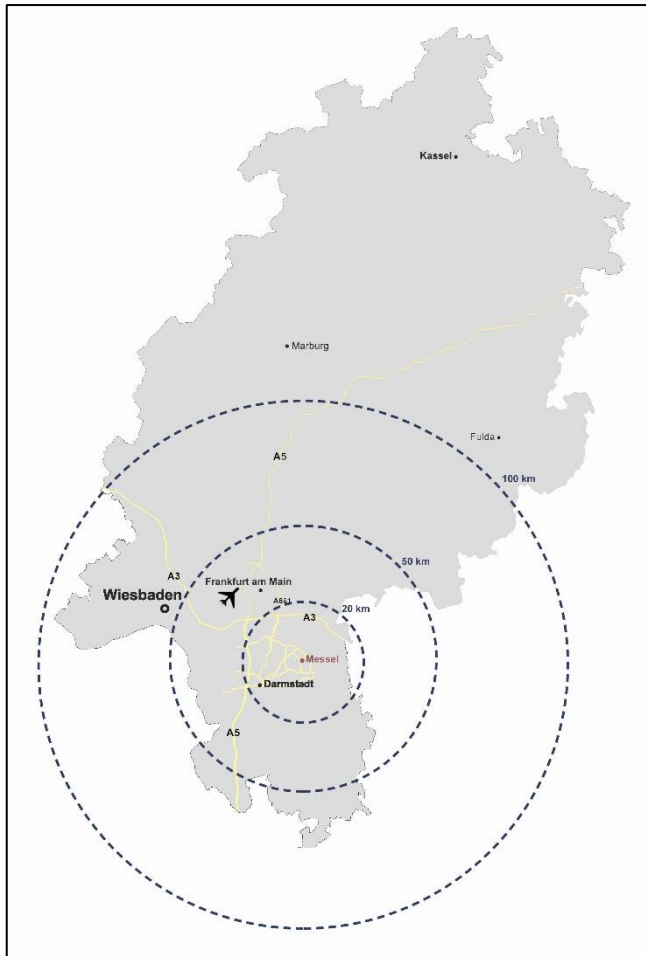 Kassel
Marburg
Fulda
A5
100 km
50 km
A3
Frankfurt am Main
Wiesbaden
A661
20 km
A3
Messel
Darmstadt
A5